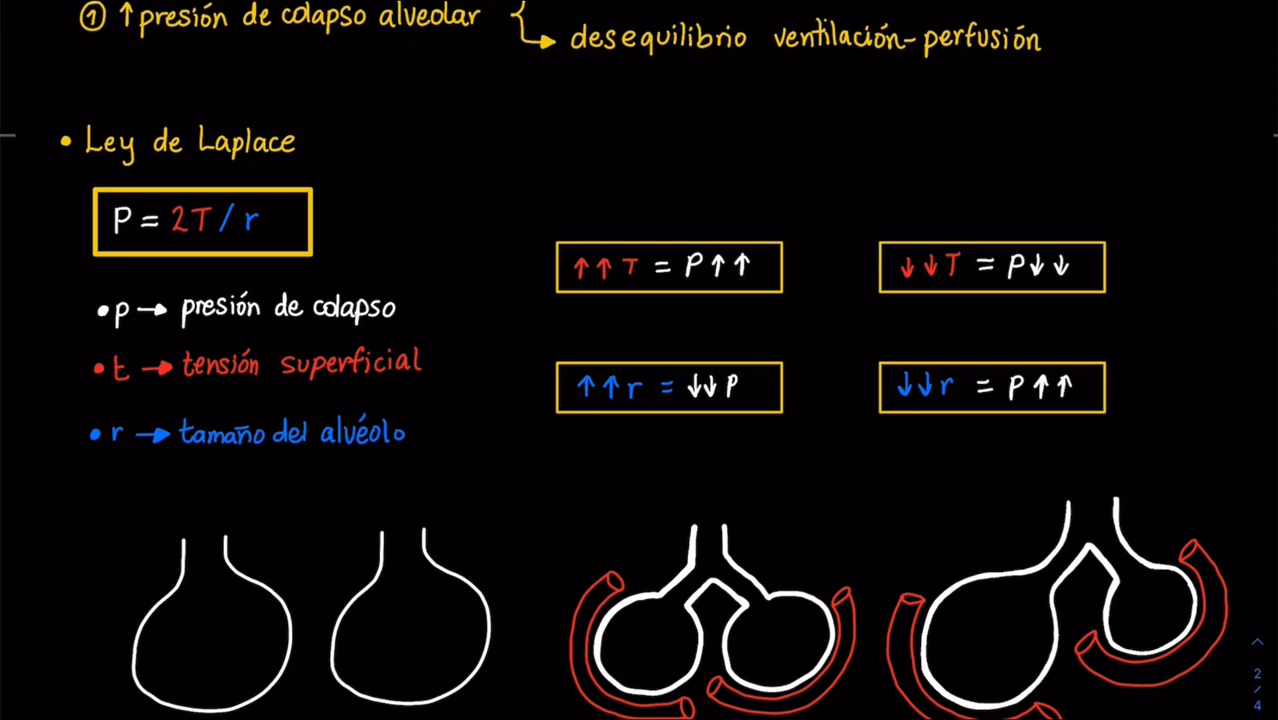 ① ↑ presión de colapso alveolar { → desequilibrio ventilación-perfusión
• Ley de Laplace
P = 2T / r
• p → presión de colapso
• t → tensión superficial
• r → tamaño del alvéolo
↑↑T = P↑↑
↓↓T = P↓↓
↑↑r = ↓↓P
↓↓r = P↑↑
2/4